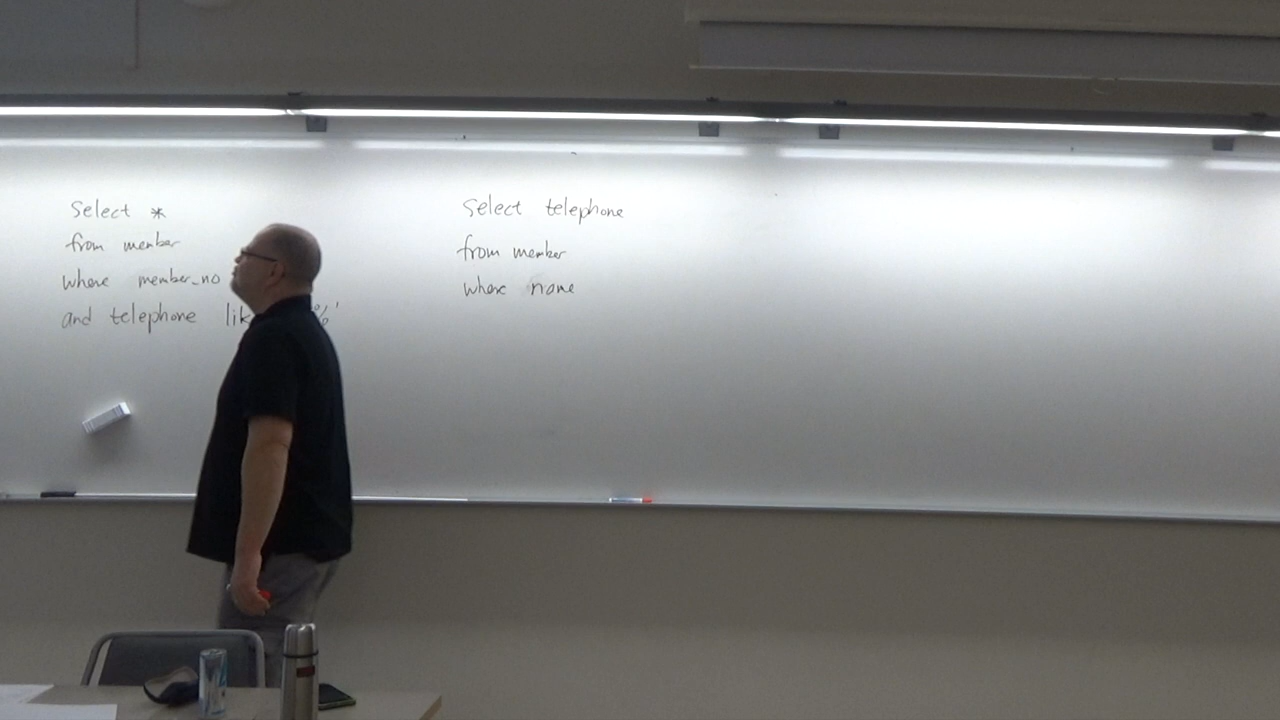 Select *
from member
where member_no
and telephone lik %'
Select telephone
from member
where name